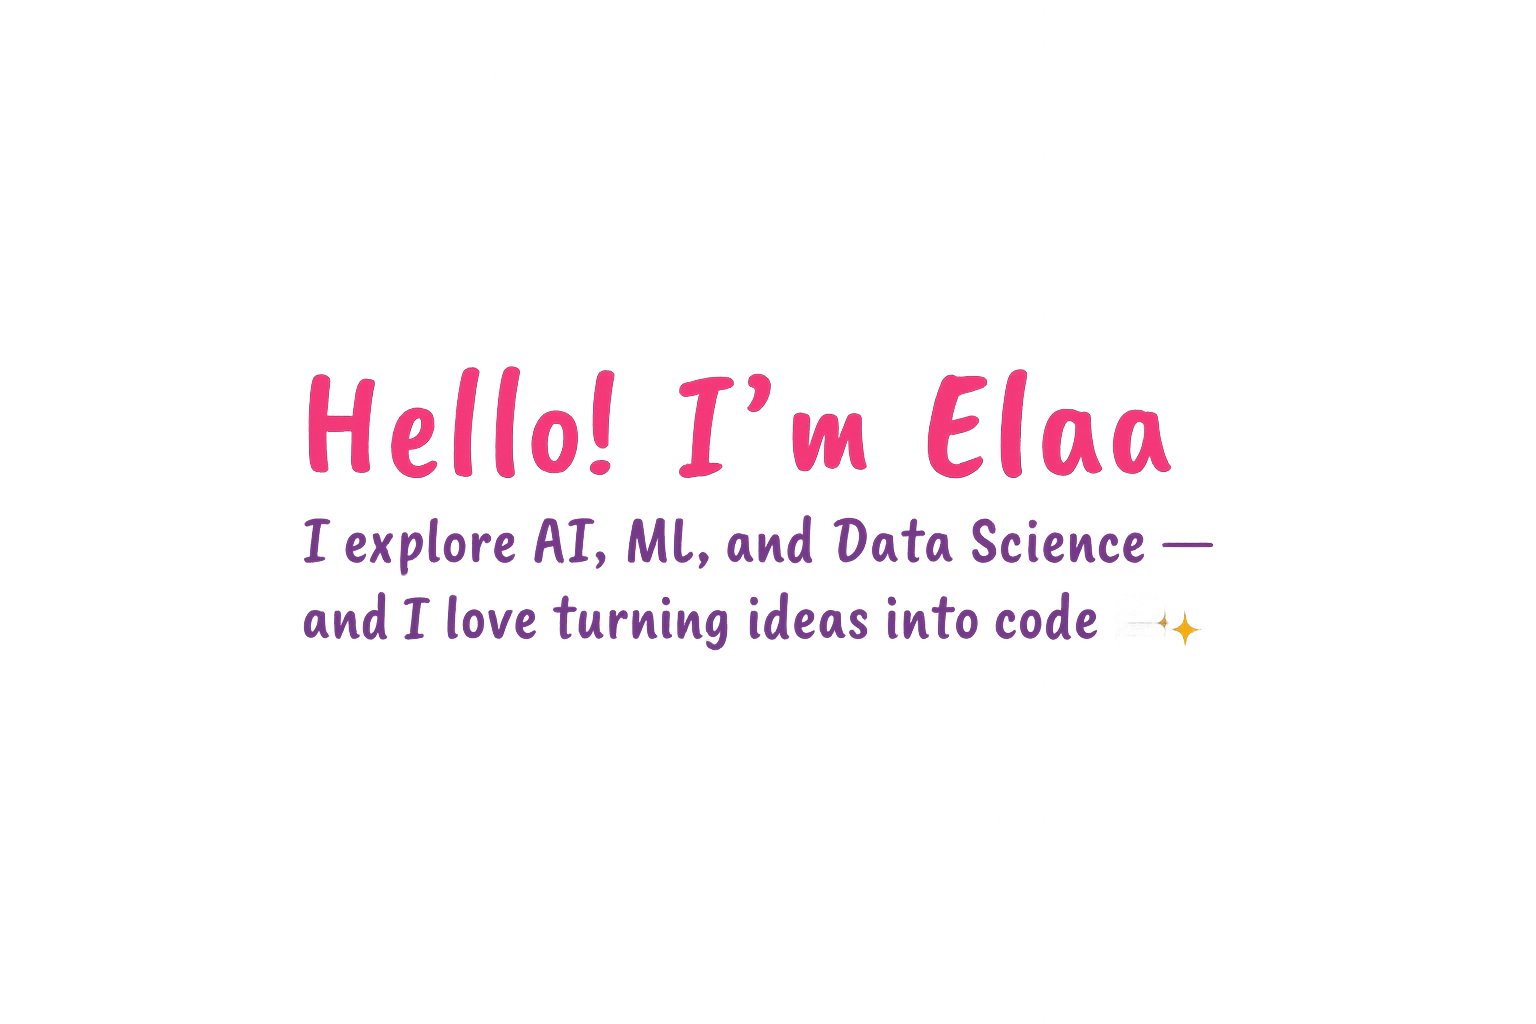 Hello! I’m Elaa
I explore AI, ML, and Data Science —
and I love turning ideas into code ✨